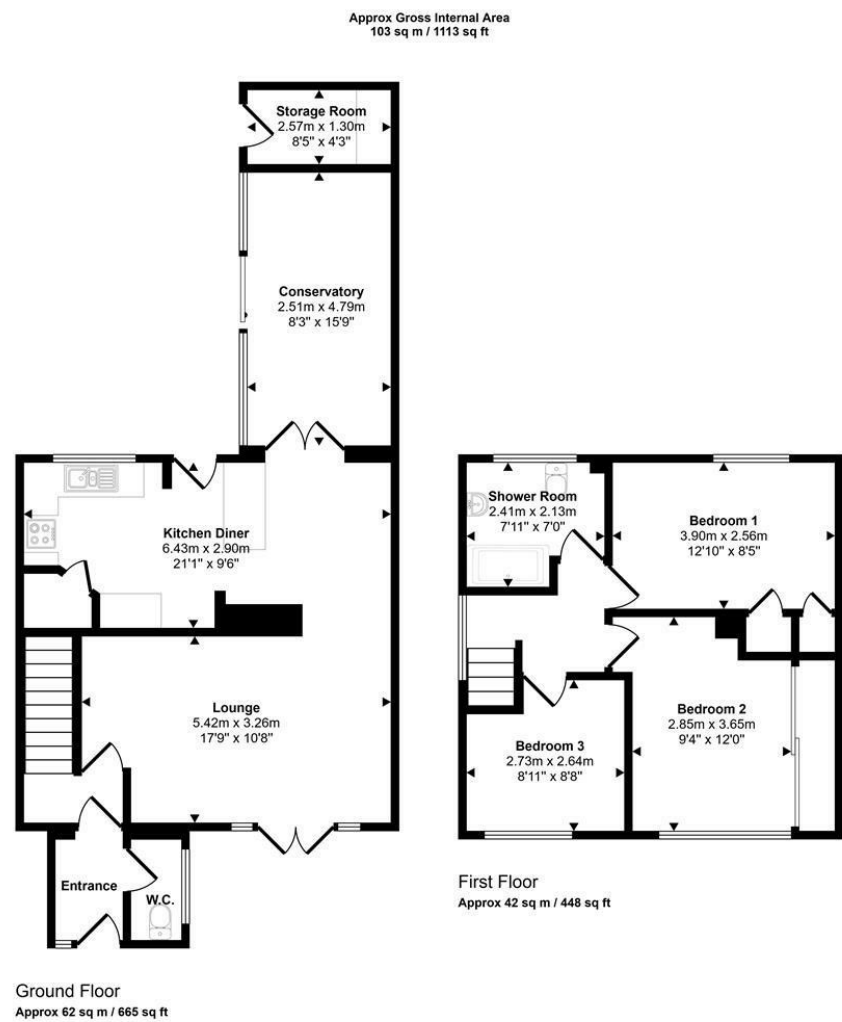 Approx Gross Internal Area
103 sq m / 1113 sq ft
Storage Room
2.57m x 1.30m
8'5" x 4'3"
Conservatory
2.51m x 4.79m
8'3" x 15'9"
Kitchen Diner
6.43m x 2.90m
21'1" x 9'6"
Lounge
5.42m x 3.26m
17'9" x 10'8"
Entrance
W.C.
Ground Floor
Approx 62 sq m / 665 sq ft
Shower Room
2.41m x 2.13m
7'11" x 7'0"
Bedroom 1
3.90m x 2.56m
12'10" x 8'5"
Bedroom 2
2.85m x 3.65m
9'4" x 12'0"
Bedroom 3
2.73m x 2.64m
8'11" x 8'8"
First Floor
Approx 42 sq m / 448 sq ft